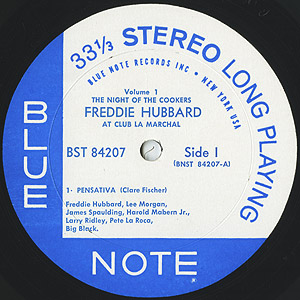 33 1/3 STEREO LONG PLAYING
BLUE NOTE RECORDS INC • NEW YORK USA
Volume 1
THE NIGHT OF THE COOKERS
FREDDIE HUBBARD
AT CLUB LA MARCHAL
BST 84207
Side 1
(BNST 84207-A)
1- PENSATIVA (Clare Fischer)
Freddie Hubbard, Lee Morgan,
James Spaulding, Harold Mabern Jr.,
Larry Ridley, Pete La Roca,
Big Black.
BLUE
NOTE